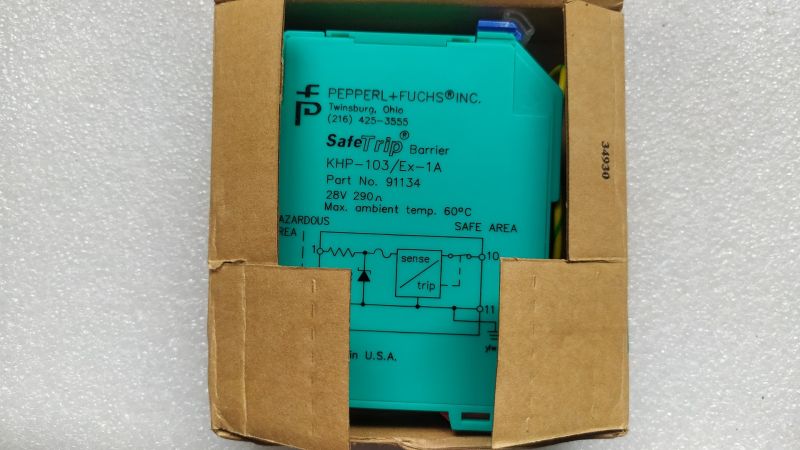 PEPPERL+FUCHS® INC.
Twinsburg, Ohio
(216) 425-3555
SafeTrip® Barrier
KHP-103/Ex-1A
Part No. 91134
28V 290Ω
Max. ambient temp. 60°C
AZARDOUS
REA
SAFE AREA
1
sense
trip
10
11
in U.S.A.
34930